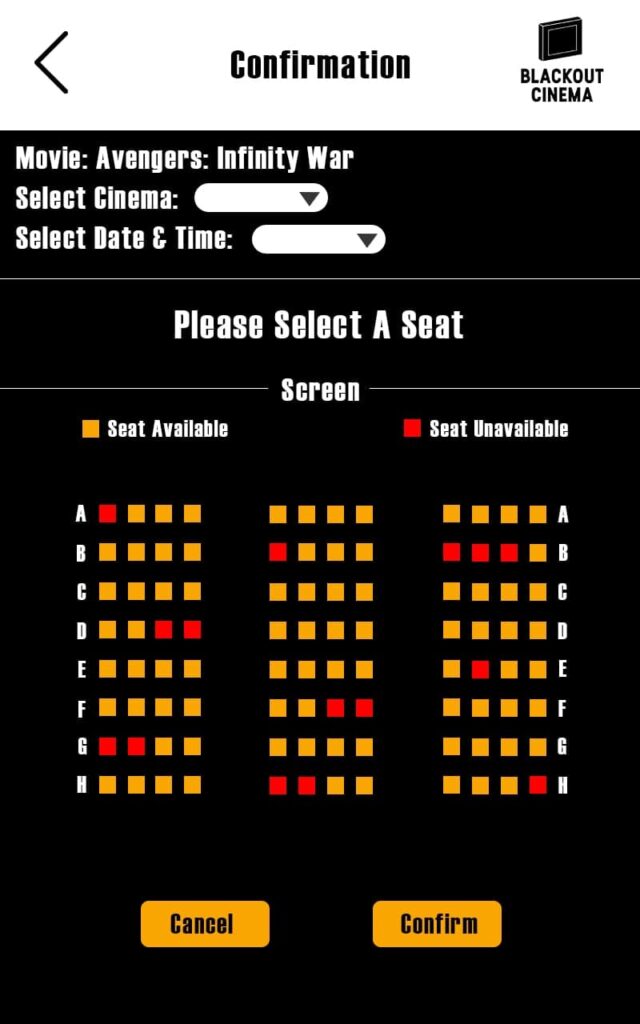 Confirmation
BLACKOUT
CINEMA
Movie: Avengers: Infinity War
Select Cinema:
Select Date & Time:
Please Select A Seat
Screen
Seat Available Seat Unavailable
A A
B B
C C
D D
E E
F F
G G
H H
Cancel Confirm